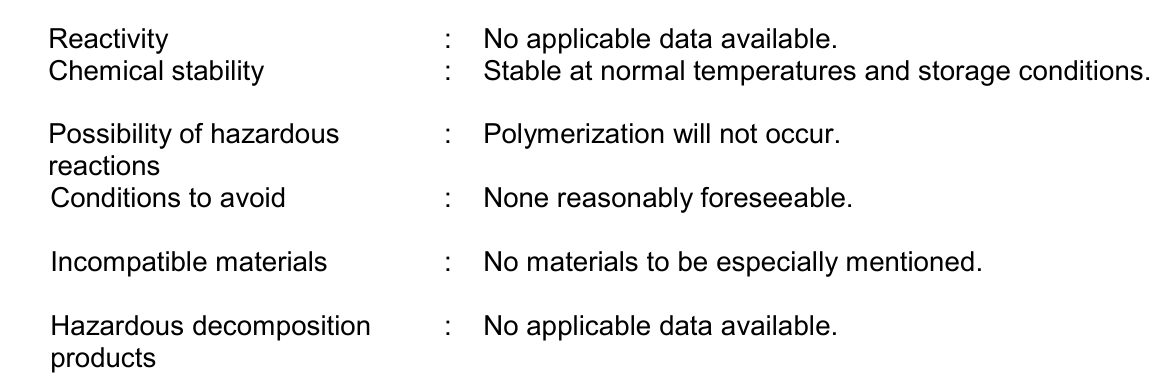 Reactivity : No applicable data available.
Chemical stability : Stable at normal temperatures and storage conditions.
Possibility of hazardous : Polymerization will not occur.
reactions
Conditions to avoid : None reasonably foreseeable.
Incompatible materials : No materials to be especially mentioned.
Hazardous decomposition : No applicable data available.
products